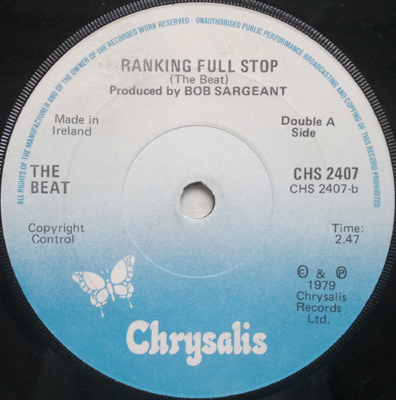 ALL RIGHTS OF THE MANUFACTURER AND OF THE OWNER OF THE RECORDED WORK RESERVED · UNAUTHORISED PUBLIC PERFORMANCE BROADCASTING AND COPYING OF THIS RECORD PROHIBITED
RANKING FULL STOP
(The Beat)
Produced by BOB SARGEANT
Made in
Ireland
Double A
Side
THE
BEAT
CHS 2407
CHS 2407-b
Copyright
Control
Time:
2.47
© & ℗
1979
Chrysalis
Records
Ltd.
Chrysalis